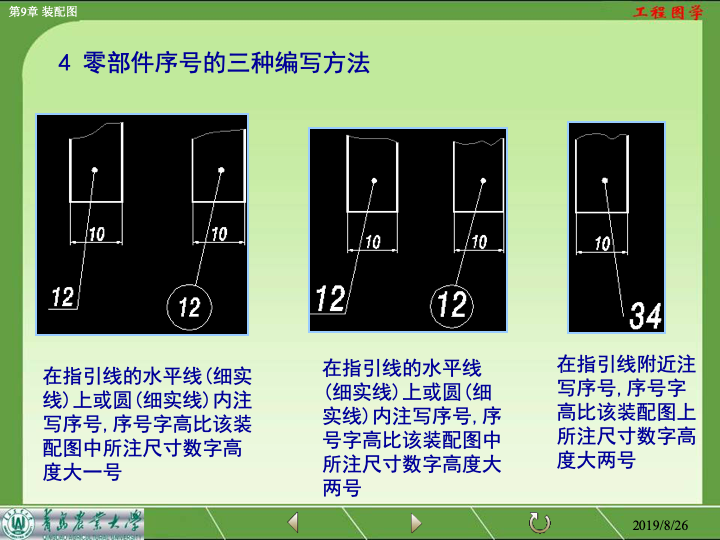 第9章 装配图
工程图学
4 零部件序号的三种编写方法
10
10
12
12
10
10
12
12
10
34
在指引线的水平线(细实
线)上或圆(细实线)内注
写序号,序号字高比该装
配图中所注尺寸数字高
度大一号
在指引线的水平线
(细实线)上或圆(细
实线)内注写序号,序
号字高比该装配图中
所注尺寸数字高度大
两号
在指引线附近注
写序号,序号字
高比该装配图上
所注尺寸数字高
度大两号
青岛农业大学
2019/8/26